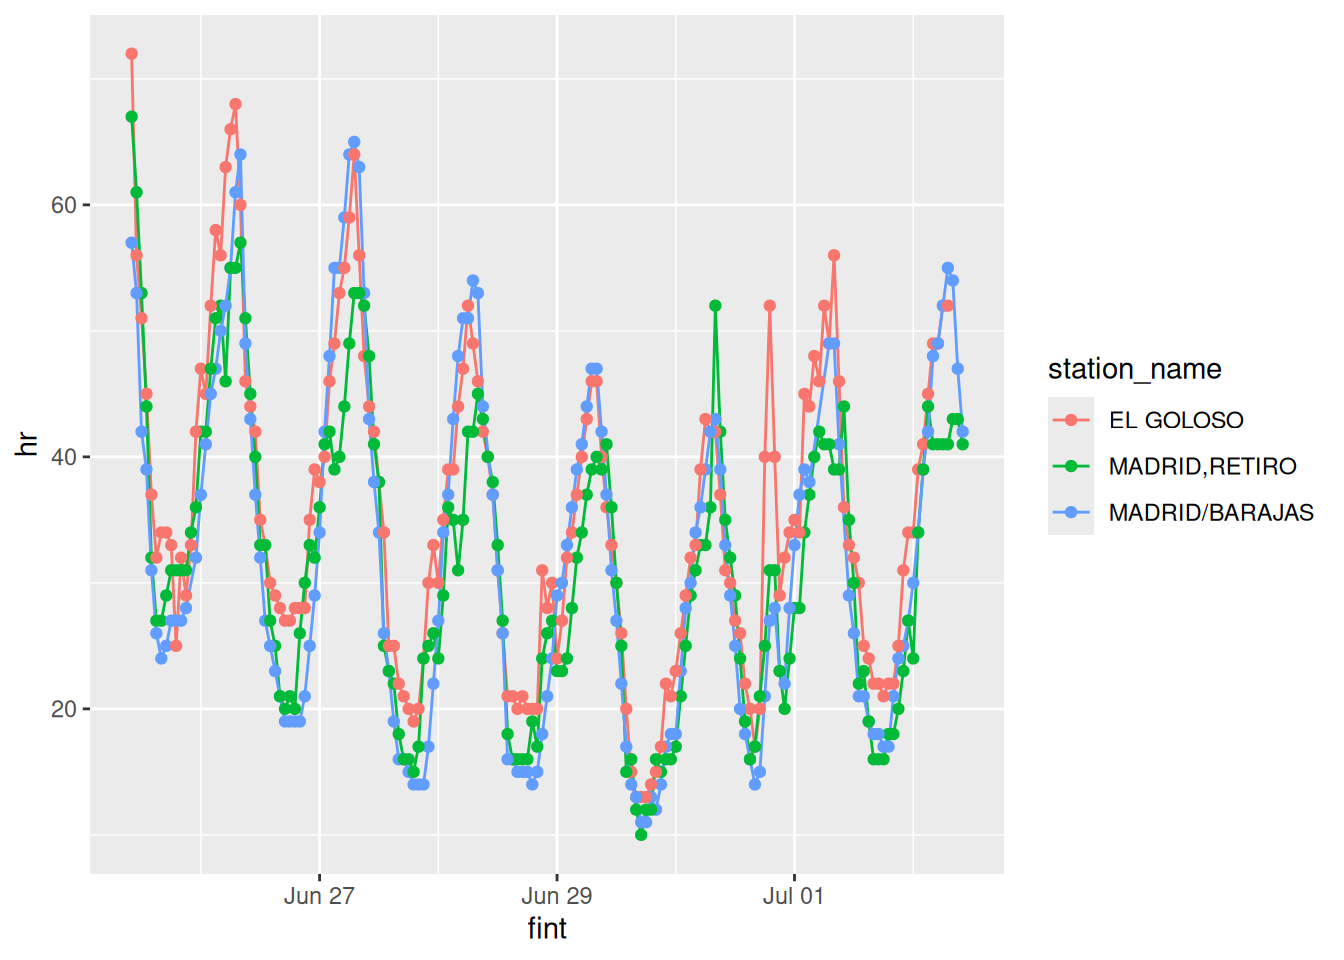 60
40
20
hr
Jun 27
Jun 29
Jul 01
fint
station_name
EL GOLOSO
MADRID,RETIRO
MADRID/BARAJAS